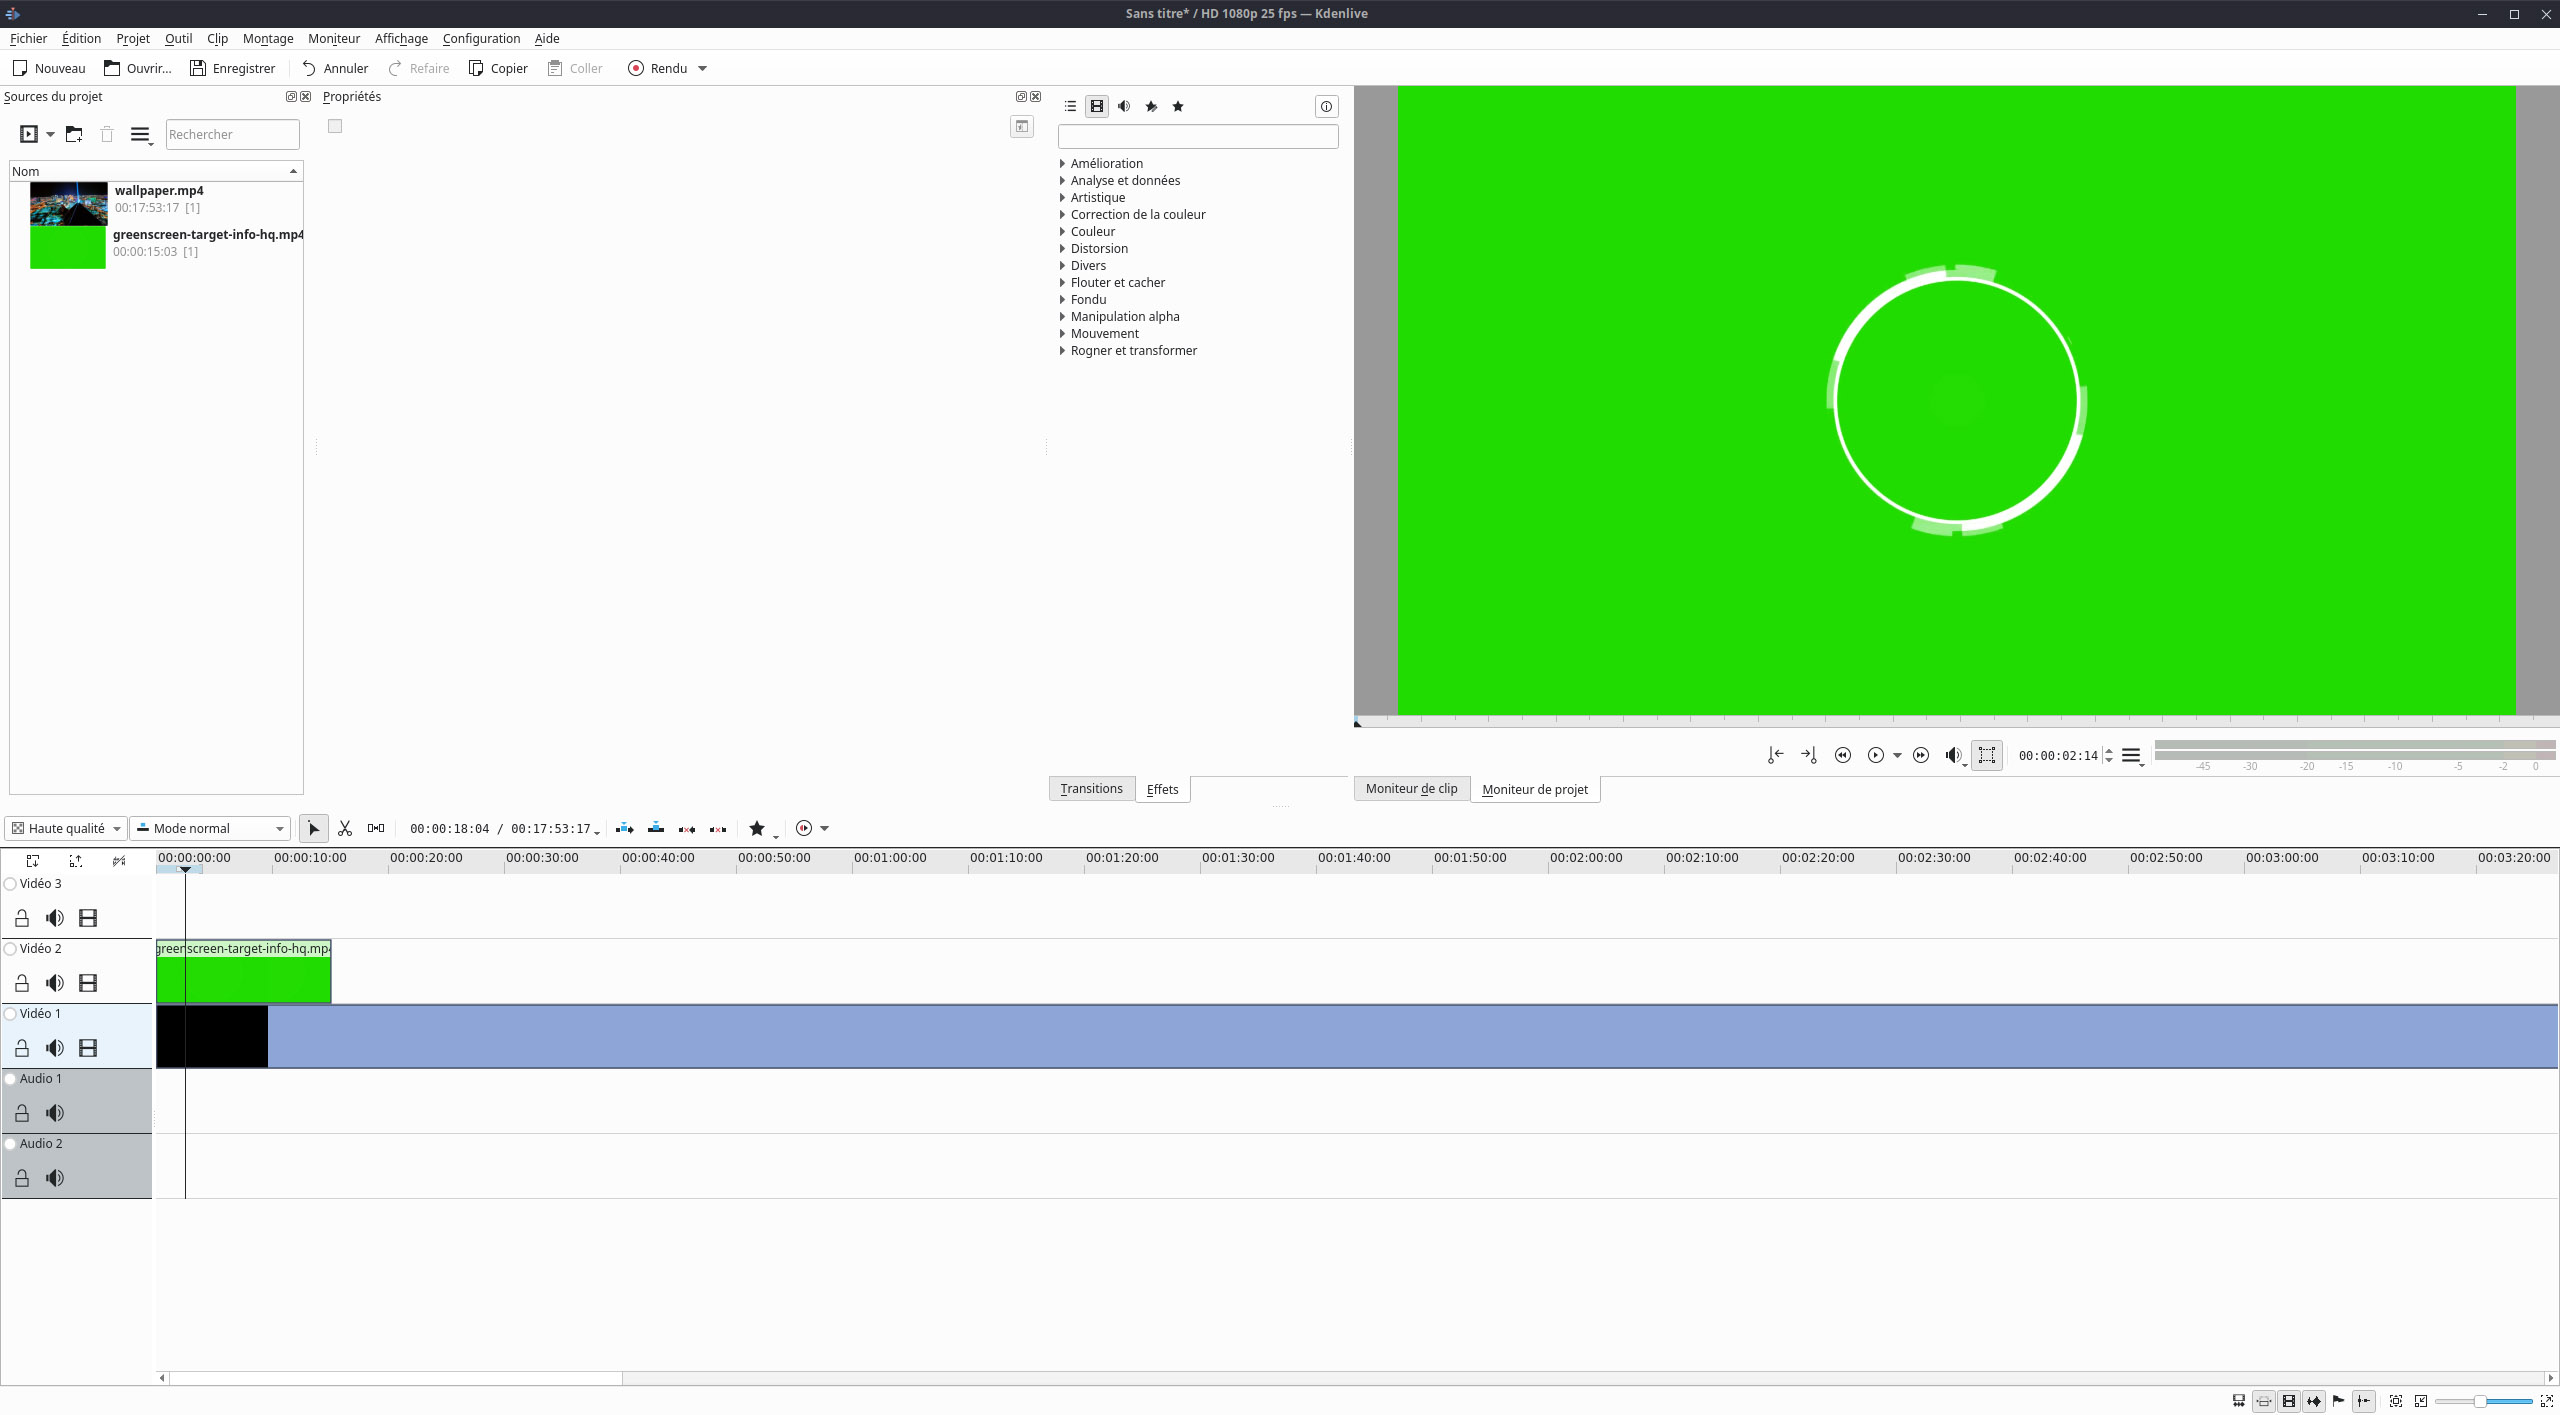 Sans titre* / HD 1080p 25 fps — Kdenlive
Fichier Édition Projet Outil Clip Montage Moniteur Affichage Configuration Aide
Nouveau Ouvrir... Enregistrer Annuler Refaire Copier Coller Rendu
Sources du projet
Propriétés
Rechercher
Nom
wallpaper.mp4
00:17:53:17 [1]
greenscreen-target-info-hq.mp4
00:00:15:03 [1]
Amélioration
Analyse et données
Artistique
Correction de la couleur
Couleur
Distorsion
Divers
Flouter et cacher
Fondu
Manipulation alpha
Mouvement
Rogner et transformer
00:00:02:14
-45 -30 -20 -15 -10 -5 -2 0
Transitions Effets
Moniteur de clip Moniteur de projet
Haute qualité Mode normal 00:00:18:04 / 00:17:53:17
00:00:00:00 00:00:10:00 00:00:20:00 00:00:30:00 00:00:40:00 00:00:50:00 00:01:00:00 00:01:10:00 00:01:20:00 00:01:30:00 00:01:40:00 00:01:50:00 00:02:00:00 00:02:10:00 00:02:20:00 00:02:30:00 00:02:40:00 00:02:50:00 00:03:00:00 00:03:10:00 00:03:20:00
Vidéo 3
Vidéo 2
greenscreen-target-info-hq.mp4
Vidéo 1
Audio 1
Audio 2